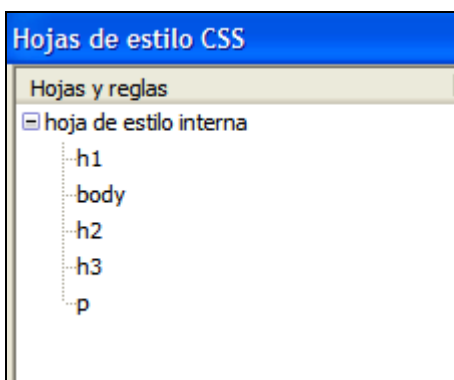 Hojas de estilo CSS
Hojas y reglas
hoja de estilo interna
h1
body
h2
h3
p